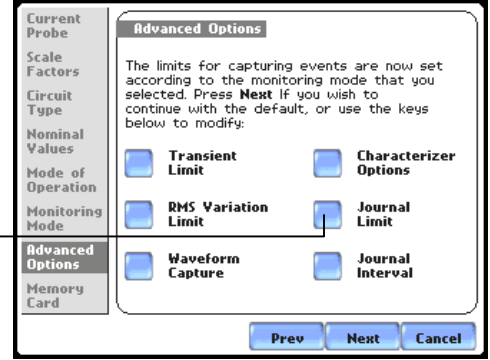 Current
Probe
Scale
Factors
Circuit
Type
Nominal
Values
Mode of
Operation
Monitoring
Mode
Advanced
Options
Memory
Card
Advanced Options
The limits for capturing events are now set
according to the monitoring mode that you
selected. Press Next If you wish to
continue with the default, or use the keys
below to modify:
Transient
Limit
Characterizer
Options
RMS Variation
Limit
Journal
Limit
Waveform
Capture
Journal
Interval
Prev
Next
Cancel